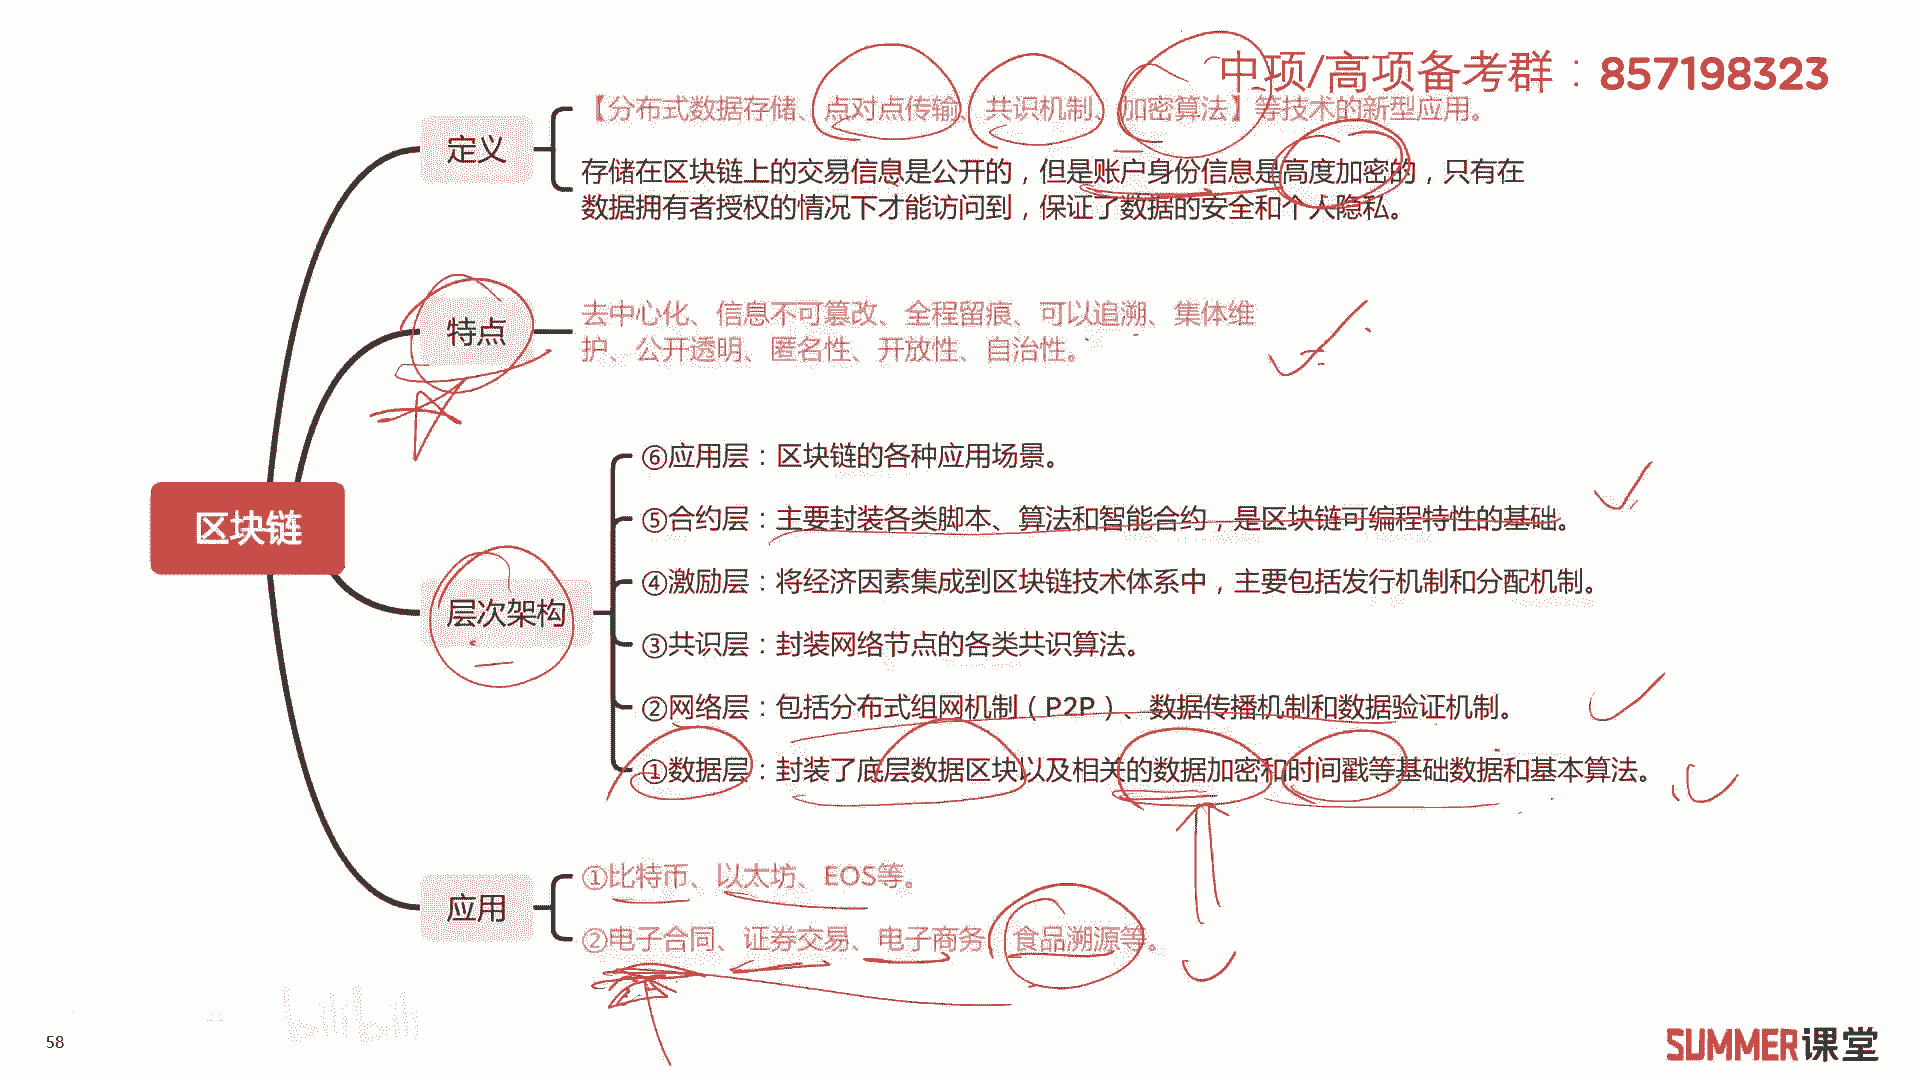 中项/高项备考群：857198323
【分布式数据存储、点对点传输、共识机制、加密算法】等技术的新型应用。
定义
存储在区块链上的交易信息是公开的，但是账户身份信息是高度加密的，只有在
数据拥有者授权的情况下才能访问到，保证了数据的安全和个人隐私。
特点
去中心化、信息不可篡改、全程留痕、可以追溯、集体维
护、公开透明、匿名性、开放性、自治性。
区块链
层次架构
⑥应用层：区块链的各种应用场景。
⑤合约层：主要封装各类脚本、算法和智能合约，是区块链可编程特性的基础。
④激励层：将经济因素集成到区块链技术体系中，主要包括发行机制和分配机制。
③共识层：封装网络节点的各类共识算法。
②网络层：包括分布式组网机制（P2P）、数据传播机制和数据验证机制。
①数据层：封装了底层数据区块以及相关的数据加密和时间戳等基础数据和基本算法。
应用
①比特币、以太坊、EOS等。
②电子合同、证券交易、电子商务、食品溯源等。
bilibili
58
SUMMER课堂